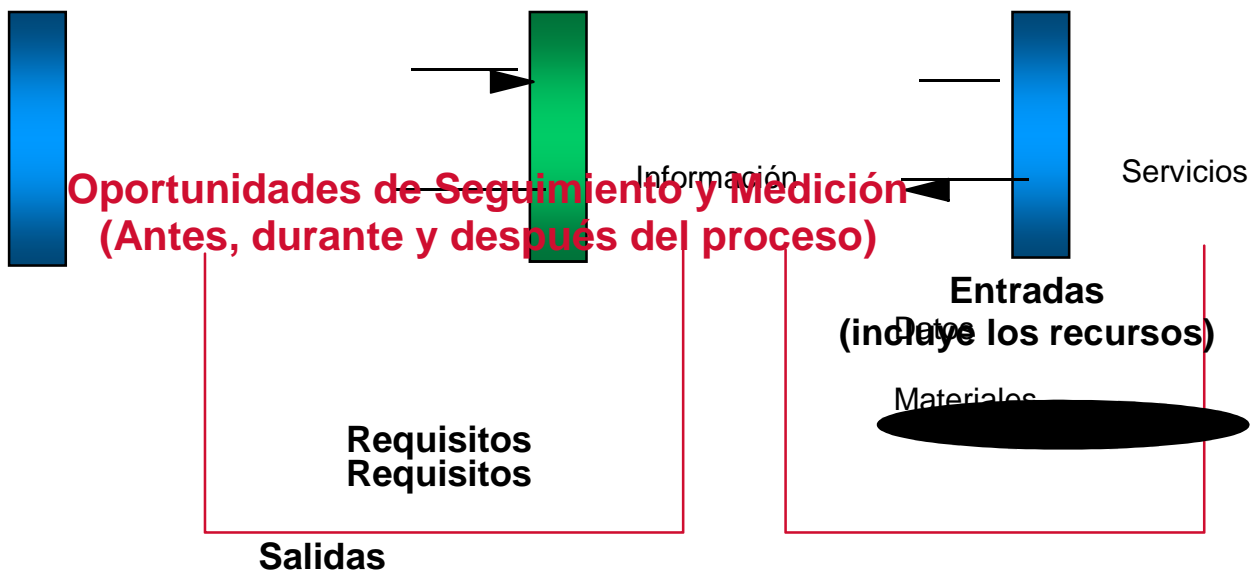 Información
Servicios
Oportunidades de Seguimiento y Medición
(Antes, durante y después del proceso)
Entradas
(incluye los recursos)
Datos
Materiales
Requisitos
Requisitos
Salidas